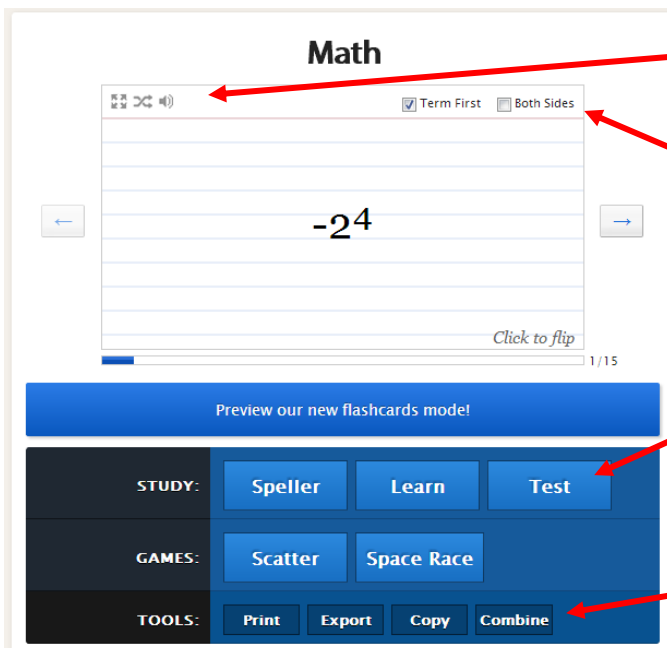 Math
Term First Both Sides
← -2⁴ →
Click to flip
1/15
Preview our new flashcards mode!
STUDY: Speller Learn Test
GAMES: Scatter Space Race
TOOLS: Print Export Copy Combine